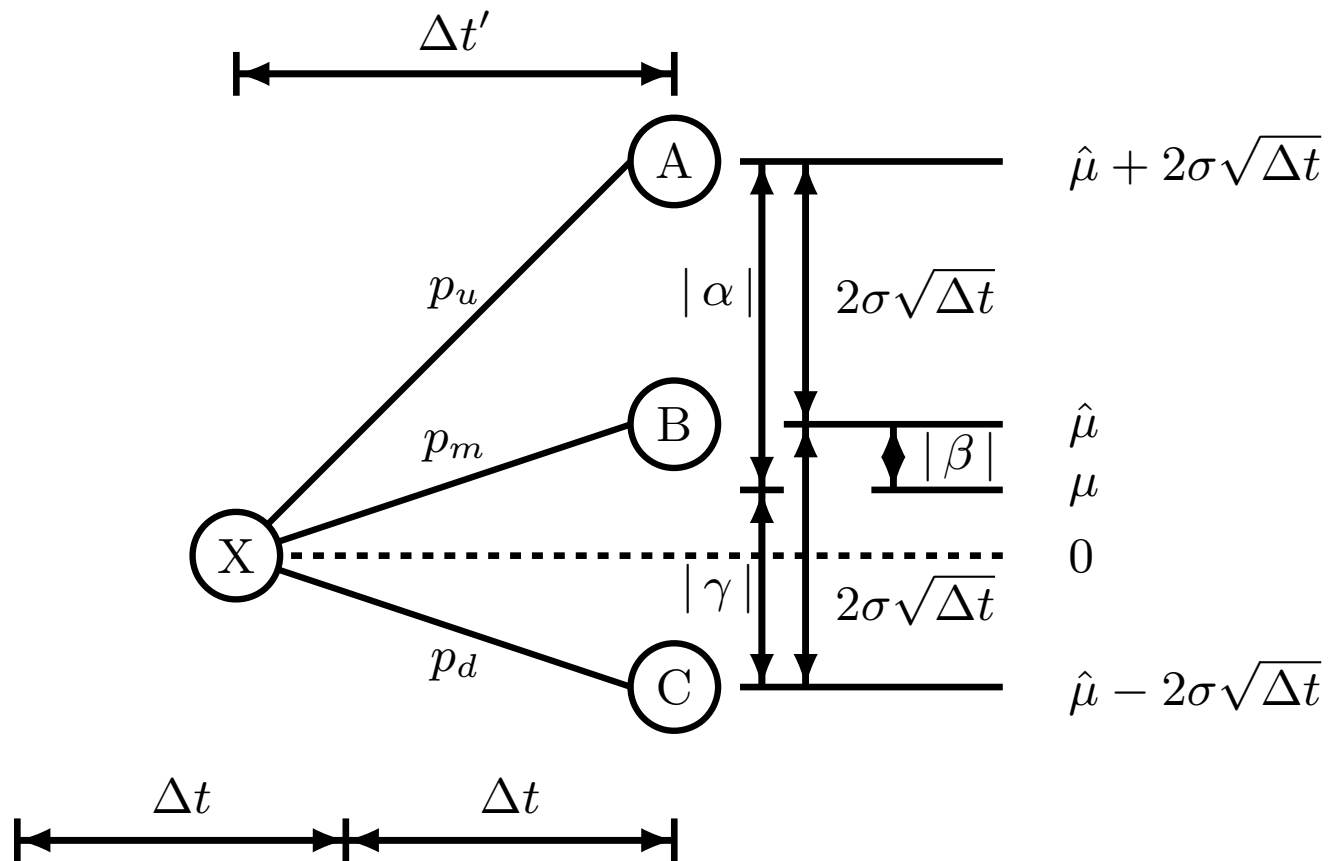 Δt′
A
μ̂ + 2σ√Δt
p_u
|α|
2σ√Δt
B
μ̂
p_m
|β|
μ
X
0
|γ|
2σ√Δt
p_d
C
μ̂ − 2σ√Δt
Δt
Δt